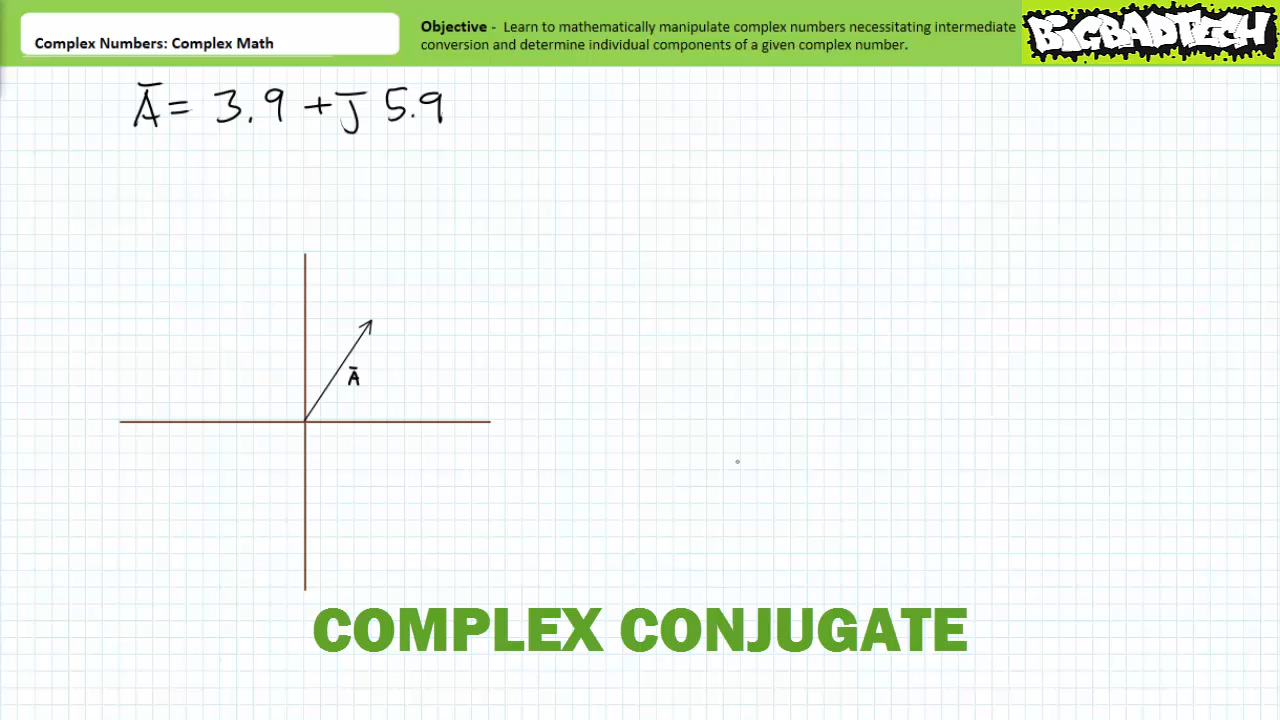 Complex Numbers: Complex Math
Objective - Learn to mathematically manipulate complex numbers necessitating intermediate
conversion and determine individual components of a given complex number.
BIGBADTECH
Ā = 3.9 + J 5.9
Ā
COMPLEX CONJUGATE